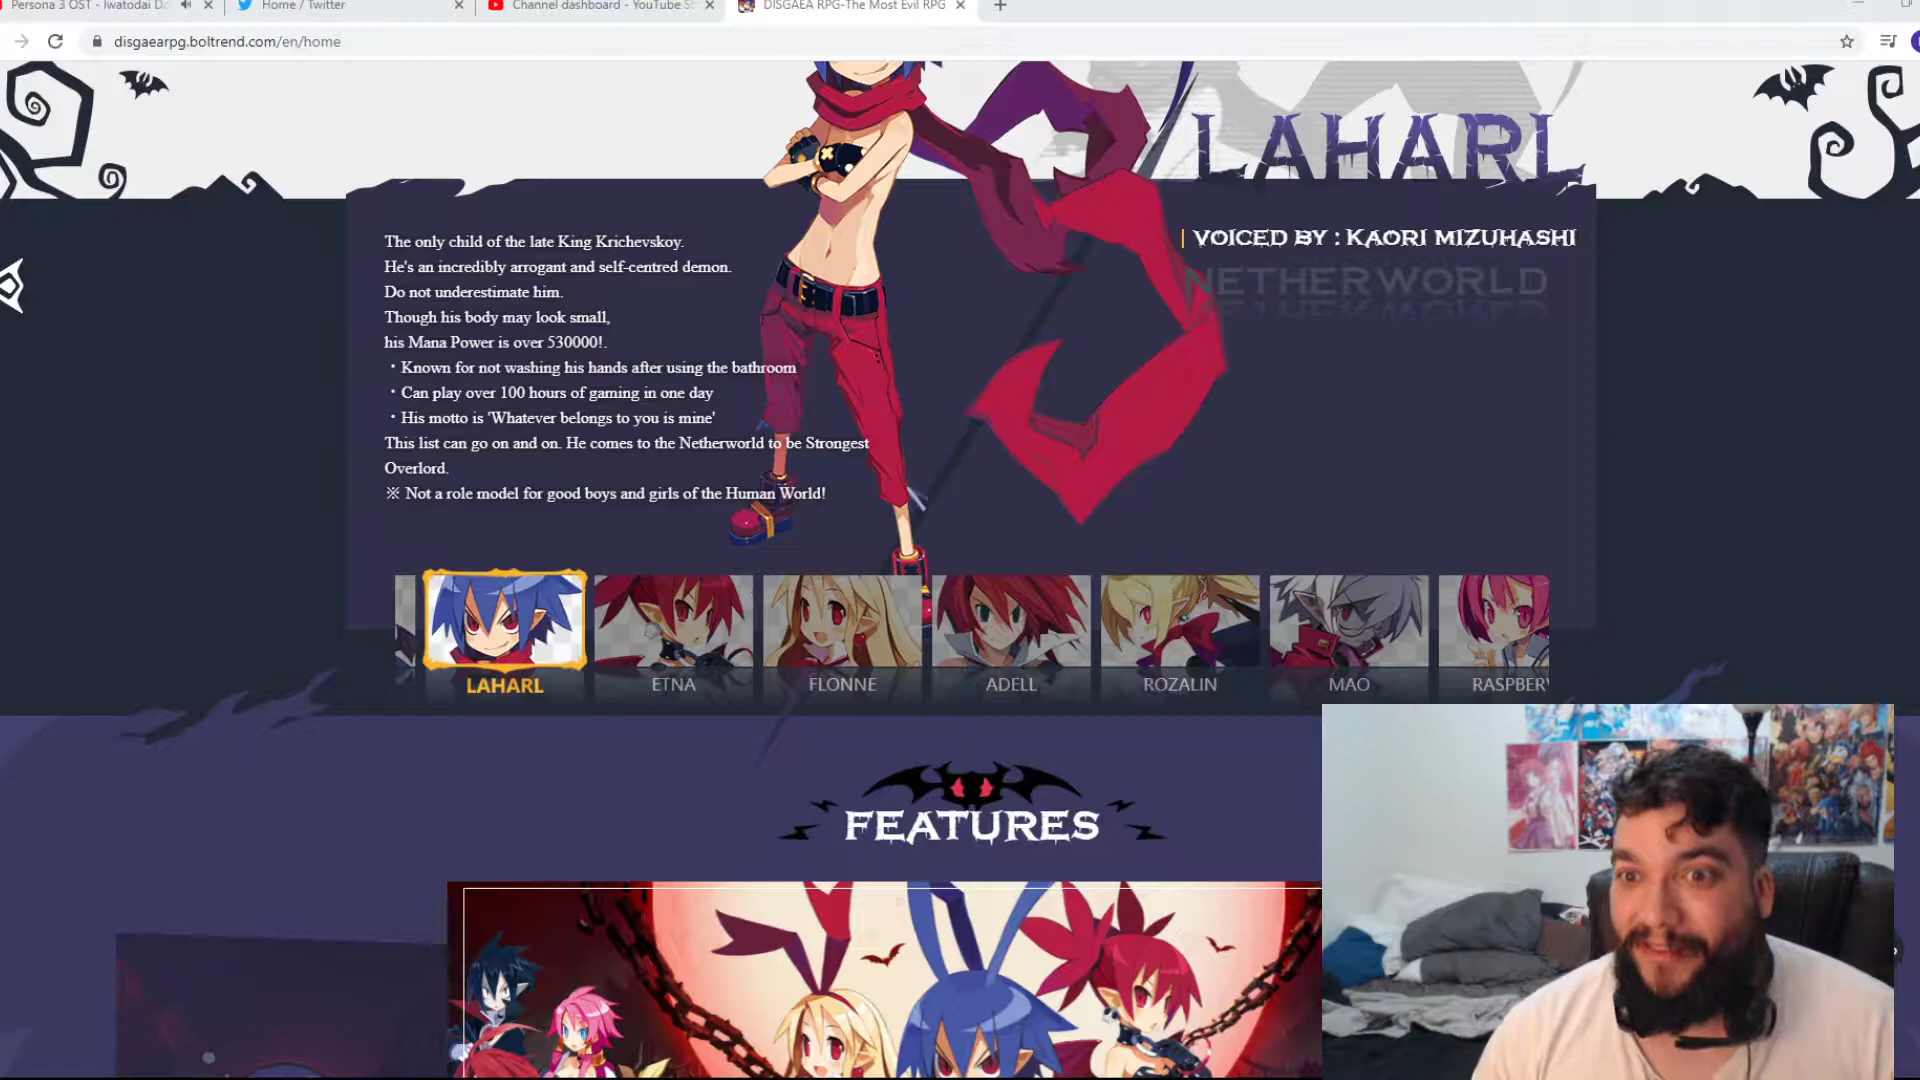 Persona 3 OST - Iwatodai D
Home / Twitter
Channel dashboard - YouTube S
DISGAEA RPG-The Most Evil RPG
disgaearpg.boltrend.com/en/home
LAHARL
The only child of the late King Krichevskoy.
He's an incredibly arrogant and self-centred demon.
Do not underestimate him.
Though his body may look small,
his Mana Power is over 530000!.
・Known for not washing his hands after using the bathroom
・Can play over 100 hours of gaming in one day
・His motto is 'Whatever belongs to you is mine'
This list can go on and on. He comes to the Netherworld to be Strongest
Overlord.
※ Not a role model for good boys and girls of the Human World!
VOICED BY : KAORI MIZUHASHI
NETHERWORLD
LAHARL
ETNA
FLONNE
ADELL
ROZALIN
MAO
RASPBER
FEATURES